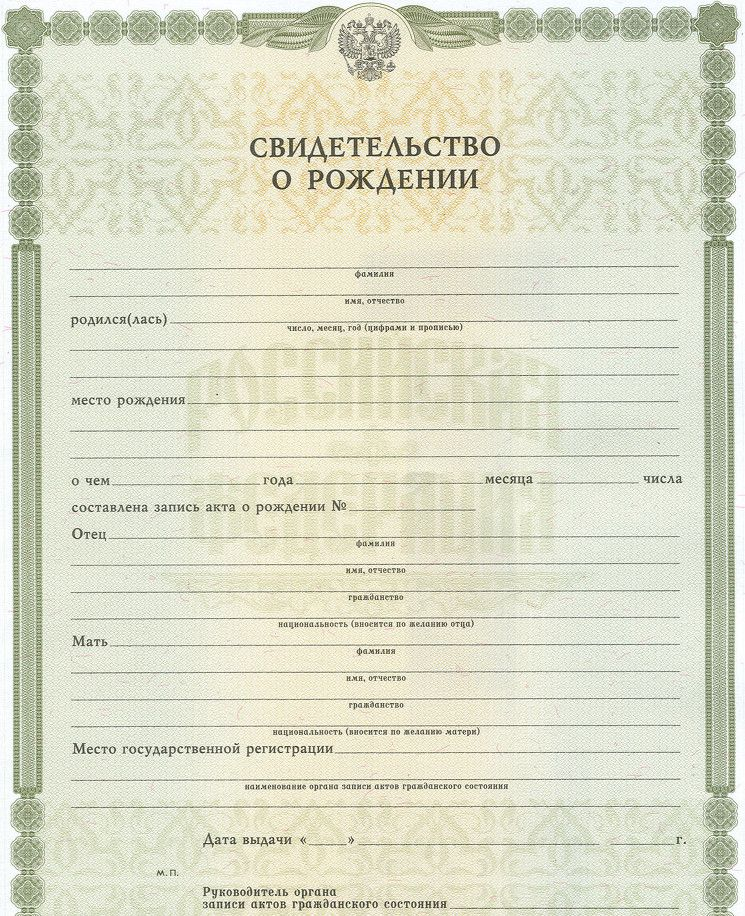 СВИДЕТЕЛЬСТВО
О РОЖДЕНИИ
фамилия
имя, отчество
родился(лась)
число, месяц, год (цифрами и прописью)
место рождения
о чем года месяца числа
составлена запись акта о рождении №
Отец
фамилия
имя, отчество
гражданство
национальность (вносится по желанию отца)
Мать
фамилия
имя, отчество
гражданство
национальность (вносится по желанию матери)
Место государственной регистрации
наименование органа записи актов гражданского состояния
Дата выдачи « » г.
М.П.
Руководитель органа
записи актов гражданского состояния
РОССИЙСКАЯ
ФЕДЕРАЦИЯ